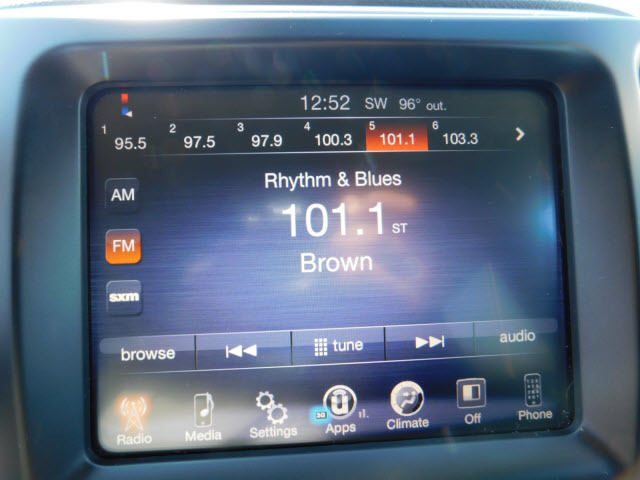 12:52 SW 96° out.
1 95.5 2 97.5 3 97.9 4 100.3 5 101.1 6 103.3 >
Rhythm & Blues
AM
101.1 ST
FM
Brown
sxm
browse tune audio
3G
Radio Media Settings Apps Climate Off Phone